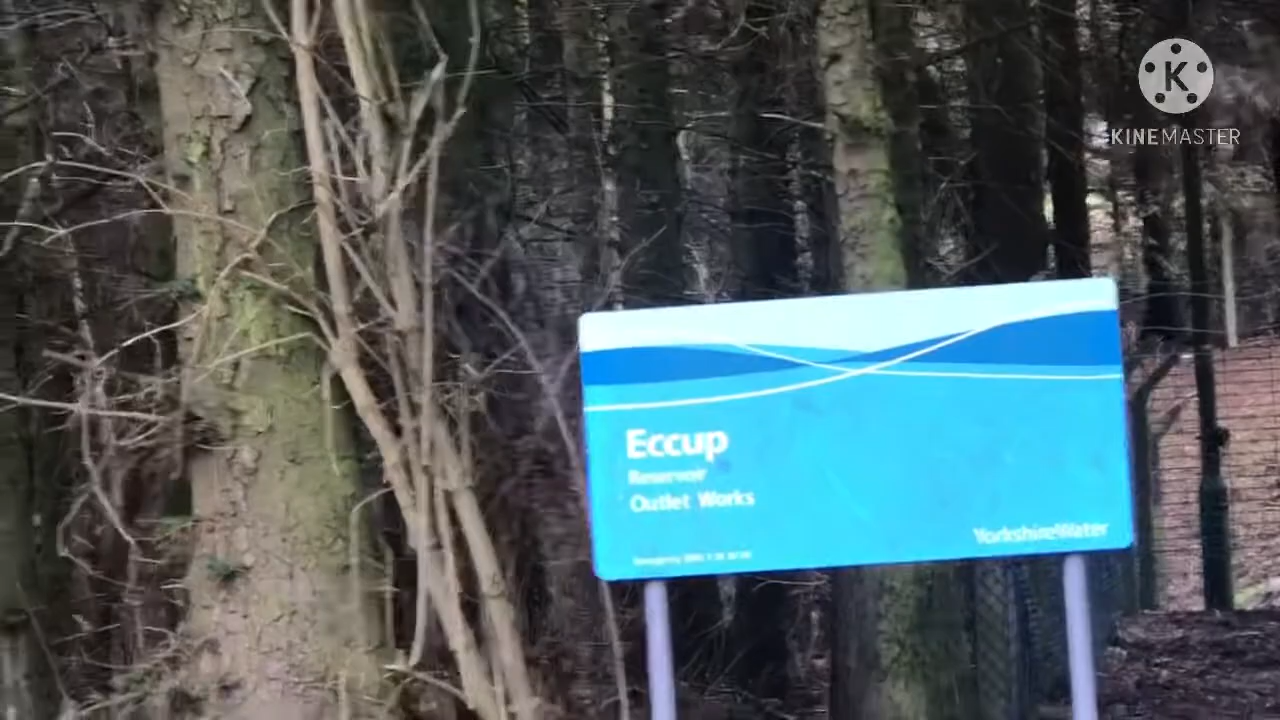 K
KINEMASTER
Eccup
Reservoir
Outlet Works
YorkshireWater